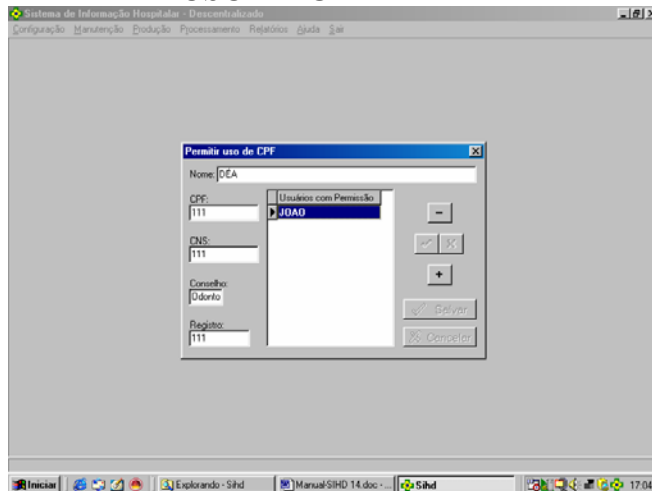 Sistema de Informação Hospitalar - Descentralizado
Configuração Manutenção Produção Processamento Relatórios Ajuda Sair
Permitir uso de CPF
Nome: DÉA
CPF:
111
Usuários com Permissão
JOAO
CNS:
111
Conselho:
Odonto
Registro:
111
-
+
Salvar
Cancelar
Iniciar Explorando - Sihd Manual-SIHD 14.doc -... Sihd 17:04